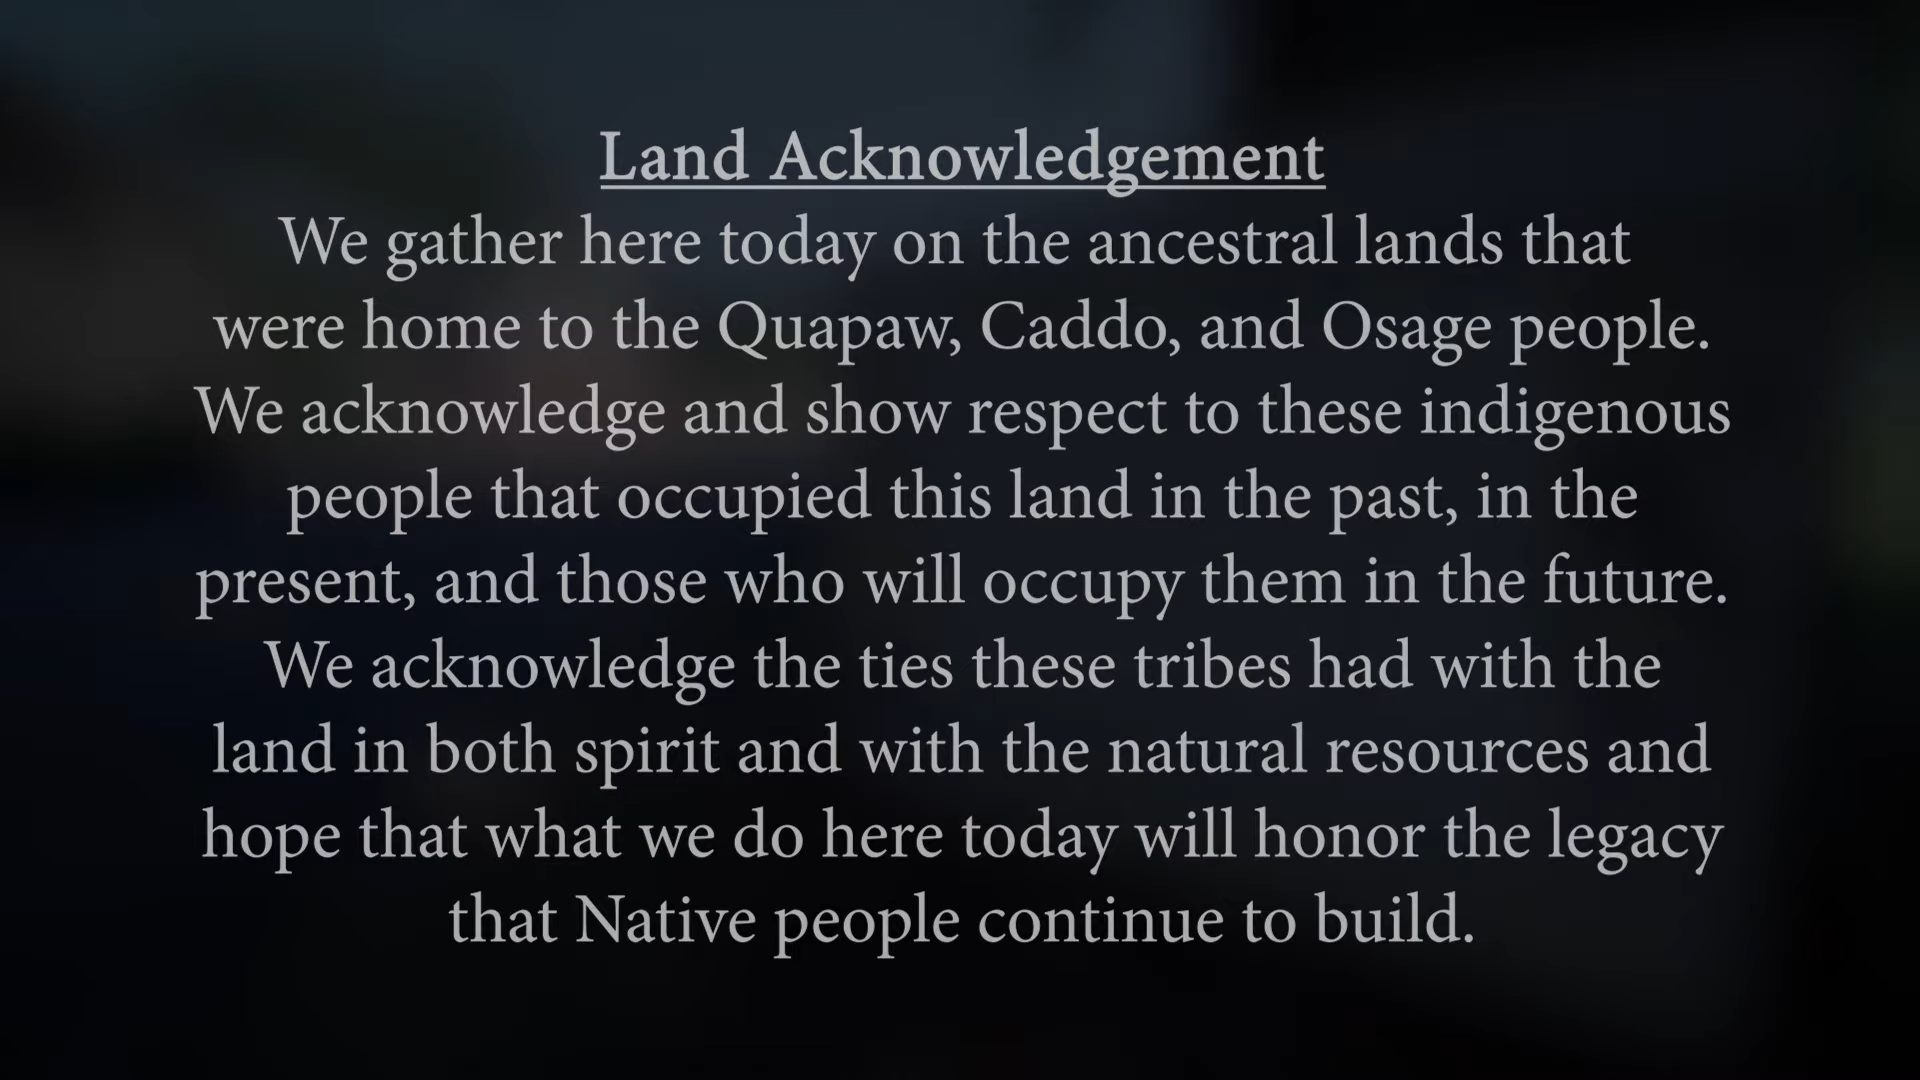 Land Acknowledgement
We gather here today on the ancestral lands that
were home to the Quapaw, Caddo, and Osage people.
We acknowledge and show respect to these indigenous
people that occupied this land in the past, in the
present, and those who will occupy them in the future.
We acknowledge the ties these tribes had with the
land in both spirit and with the natural resources and
hope that what we do here today will honor the legacy
that Native people continue to build.